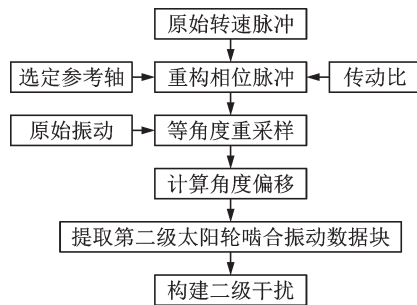 原始转速脉冲
选定参考轴
重构相位脉冲
传动比
原始振动
等角度重采样
计算角度偏移
提取第二级太阳轮啮合振动数据块
构建二级干扰